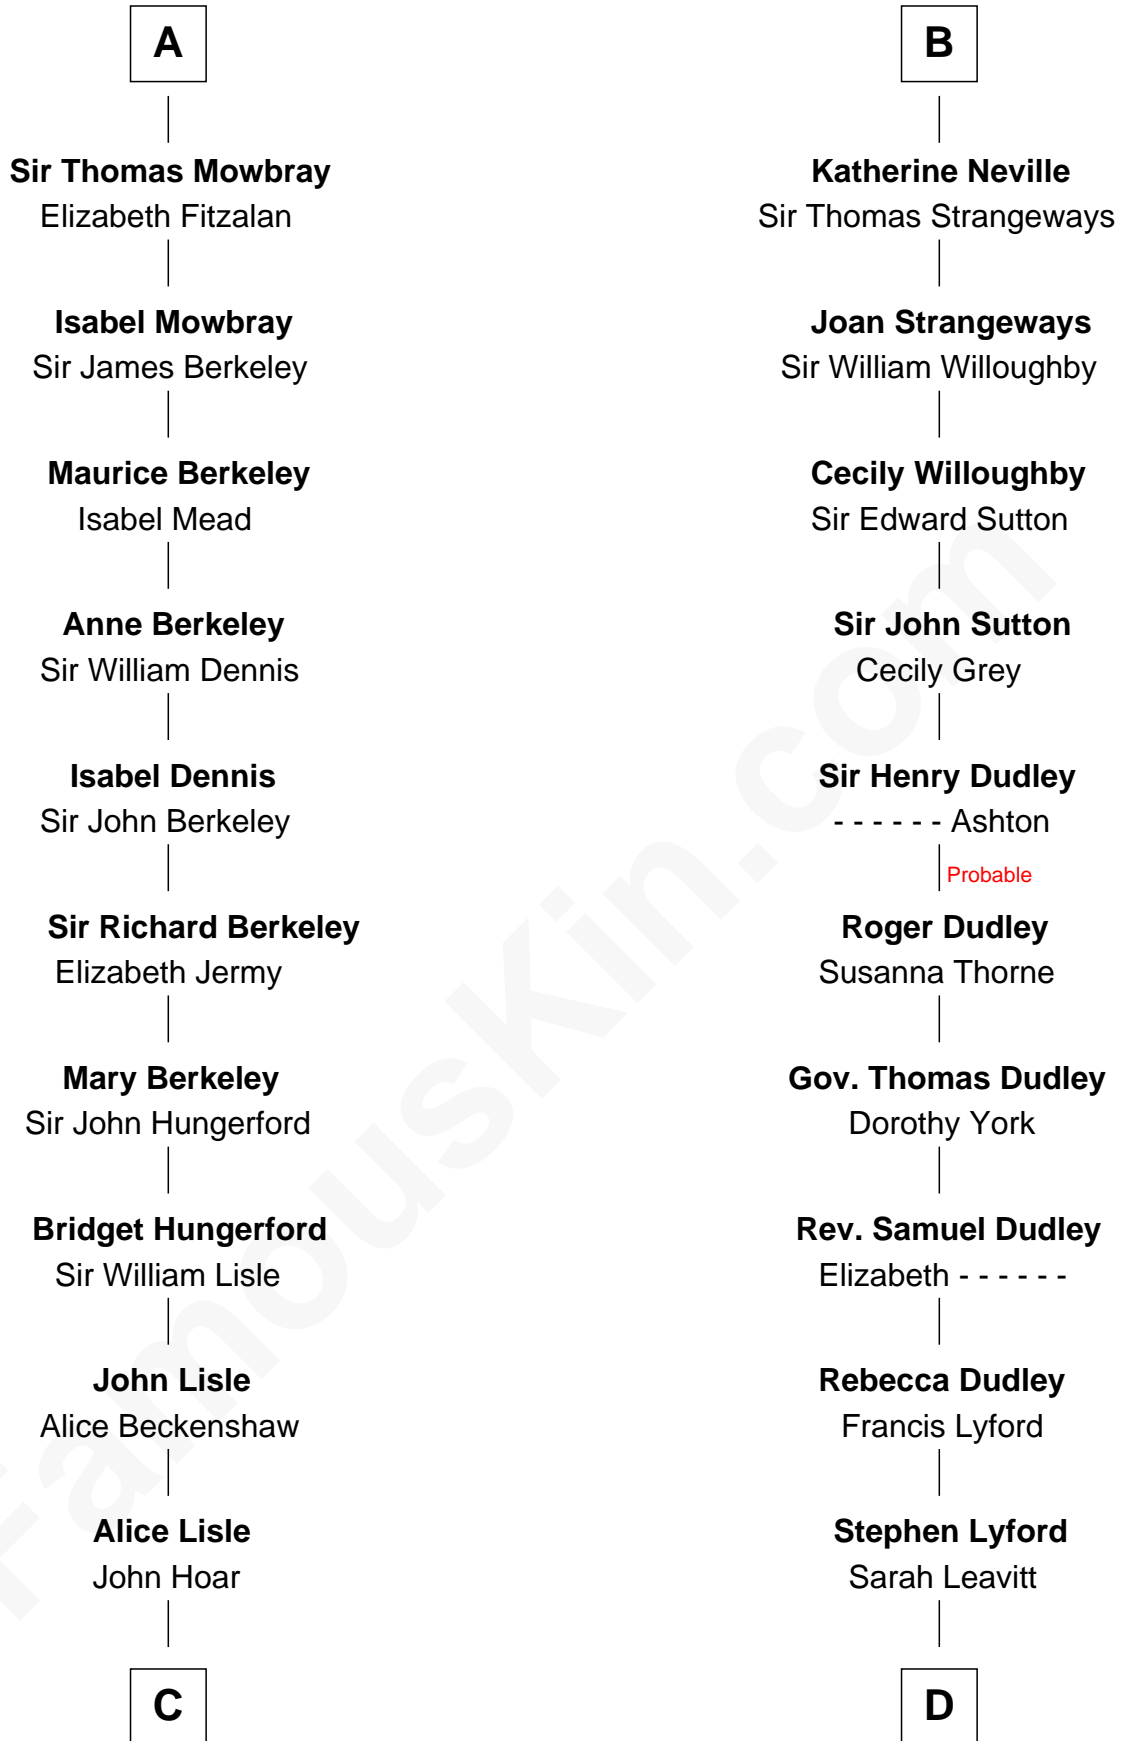 A
Sir Thomas Mowbray
Elizabeth Fitzalan
Isabel Mowbray
Sir James Berkeley
Maurice Berkeley
Isabel Mead
Anne Berkeley
Sir William Dennis
Isabel Dennis
Sir John Berkeley
Sir Richard Berkeley
Elizabeth Jermy
Mary Berkeley
Sir John Hungerford
Bridget Hungerford
Sir William Lisle
John Lisle
Alice Beckenshaw
Alice Lisle
John Hoar
C
B
Katherine Neville
Sir Thomas Strangeways
Joan Strangeways
Sir William Willoughby
Cecily Willoughby
Sir Edward Sutton
Sir John Sutton
Cecily Grey
Sir Henry Dudley
- - - - - - Ashton
Probable
Roger Dudley
Susanna Thorne
Gov. Thomas Dudley
Dorothy York
Rev. Samuel Dudley
Elizabeth - - - - - -
Rebecca Dudley
Francis Lyford
Stephen Lyford
Sarah Leavitt
D
FamousKin.com